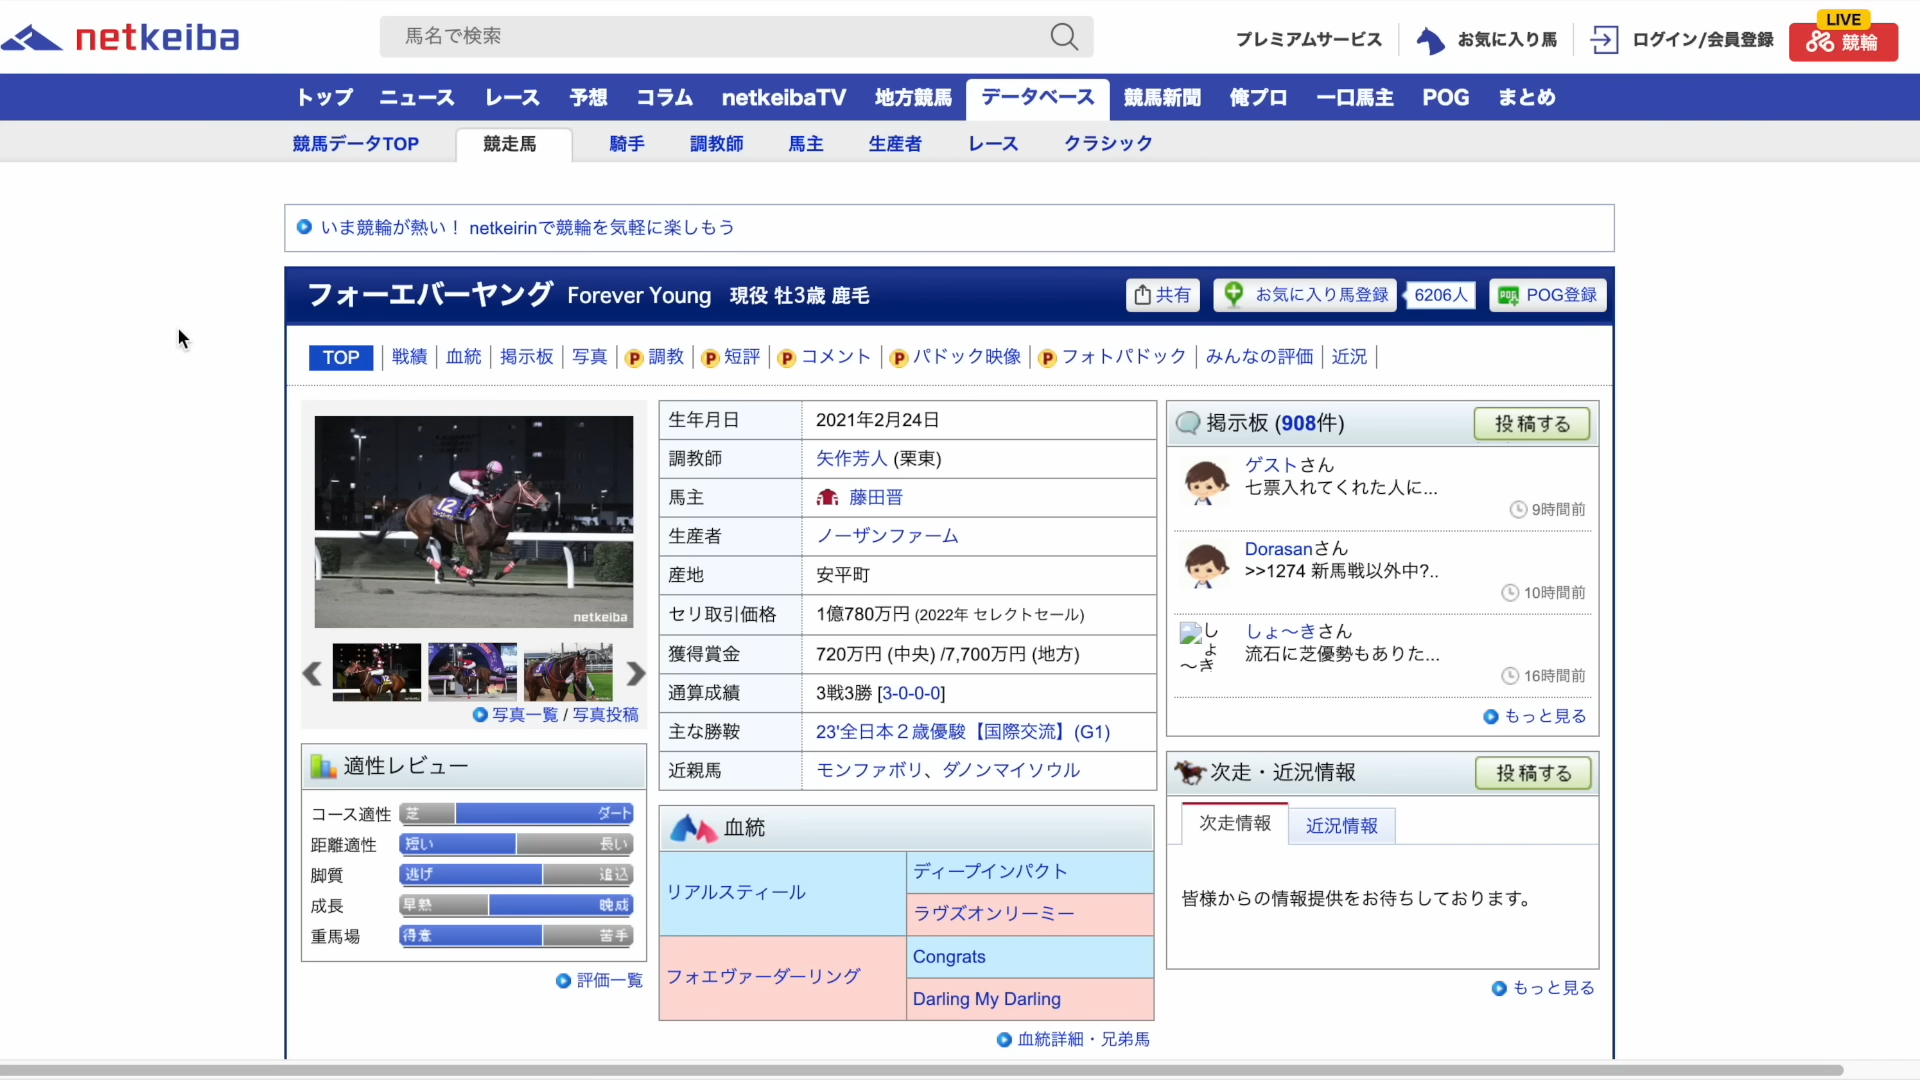 netkeiba
馬名で検索
プレミアムサービス
お気に入り馬
ログイン/会員登録
LIVE
競輪
トップ ニュース レース 予想 コラム netkeibaTV 地方競馬 データベース 競馬新聞 俺プロ 一口馬主 POG まとめ
競馬データTOP 競走馬 騎手 調教師 馬主 生産者 レース クラシック
いま競輪が熱い! netkeirinで競輪を気軽に楽しもう
フォーエバーヤング Forever Young 現役 牡3歳 鹿毛
共有 お気に入り馬登録 6206人 POG登録
TOP 戦績 血統 掲示板 写真 P 調教 P 短評 P コメント P パドック映像 P フォトパドック みんなの評価 近況
12
netkeiba
写真一覧 / 写真投稿
適性レビュー
コース適性 芝 ダート
距離適性 短い 長い
脚質 逃げ 追込
成長 早熟 晩成
重馬場 得意 苦手
評価一覧
生年月日 2021年2月24日
調教師 矢作芳人 (栗東)
馬主 藤田晋
生産者 ノーザンファーム
産地 安平町
セリ取引価格 1億780万円 (2022年 セレクトセール)
獲得賞金 720万円 (中央) /7,700万円 (地方)
通算成績 3戦3勝 [3-0-0-0]
主な勝鞍 23'全日本２歳優駿【国際交流】(G1)
近親馬 モンファボリ、ダノンマイソウル
血統
リアルスティール
ディープインパクト
ラヴズオンリーミー
フォエヴァーダーリング
Congrats
Darling My Darling
血統詳細・兄弟馬
掲示板 (908件) 投稿する
ゲストさん
七票入れてくれた人に...
9時間前
Dorasanさん
>>1274 新馬戦以外中?..
10時間前
しょ～き
しょ～きさん
流石に芝優勢もありた...
16時間前
もっと見る
次走・近況情報 投稿する
次走情報 近況情報
皆様からの情報提供をお待ちしております。
もっと見る